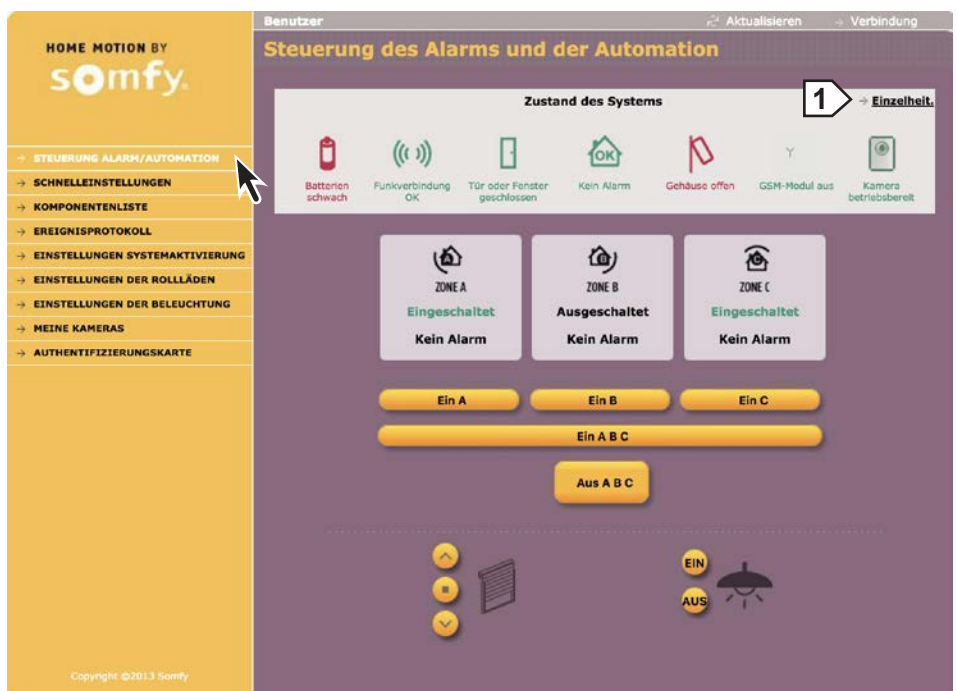 Benutzer
Aktualisieren
Verbindung
HOME MOTION BY
somfy.
Steuerung des Alarms und der Automation
Zustand des Systems
1
Einzelheit.
Batterien schwach
Funkverbindung OK
Tür oder Fenster geschlossen
OK
Kein Alarm
Gehäuse offen
GSM-Modul aus
Kamera betriebsbereit
STEUERUNG ALARM/AUTOMATION
SCHNELLEINSTELLUNGEN
KOMPONENTENLISTE
EREIGNISPROTOKOLL
EINSTELLUNGEN SYSTEMAKTIVIERUNG
EINSTELLUNGEN DER ROLLLÄDEN
EINSTELLUNGEN DER BELEUCHTUNG
MEINE KAMERAS
AUTHENTIFIZIERUNGSKARTE
A
ZONE A
Eingeschaltet
Kein Alarm
B
ZONE B
Ausgeschaltet
Kein Alarm
C
ZONE C
Eingeschaltet
Kein Alarm
Ein A
Ein B
Ein C
Ein A B C
Aus A B C
EIN
AUS
Copyright ©2013 Somfy